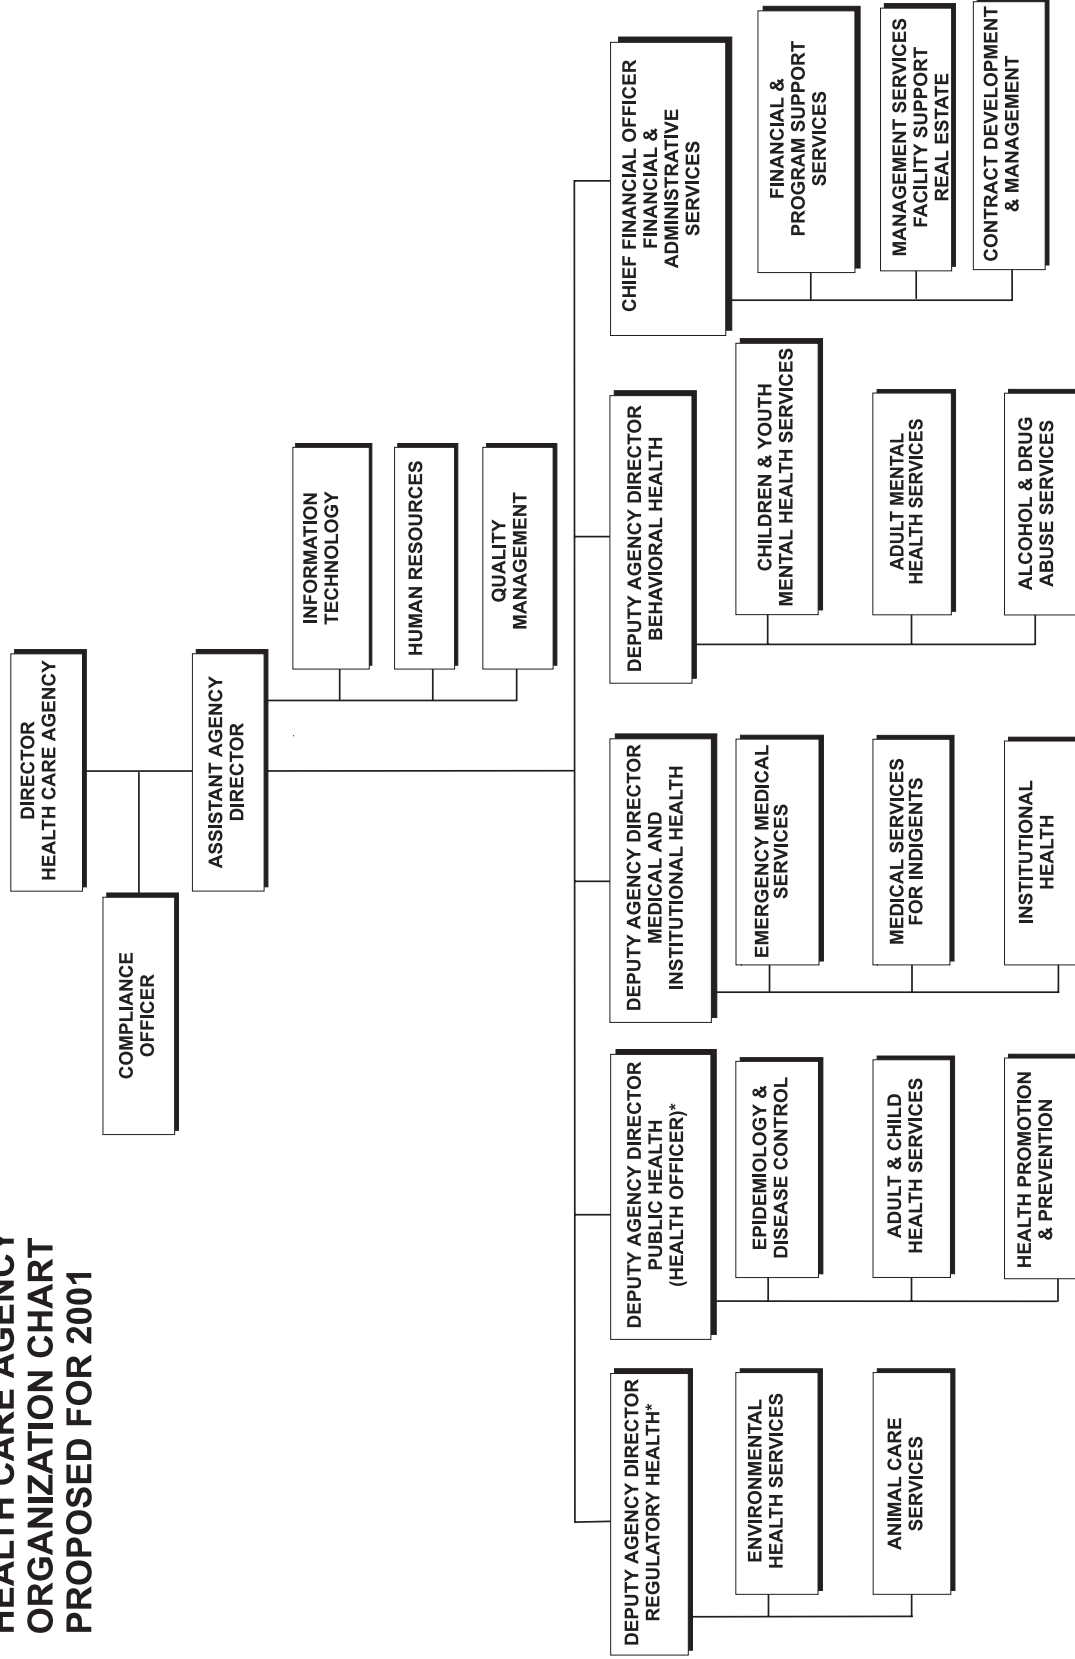 HEALTH CARE AGENCY
ORGANIZATION CHART
PROPOSED FOR 2001
DIRECTOR
HEALTH CARE AGENCY
COMPLIANCE
OFFICER
ASSISTANT AGENCY
DIRECTOR
INFORMATION
TECHNOLOGY
HUMAN RESOURCES
QUALITY
MANAGEMENT
DEPUTY AGENCY DIRECTOR
REGULATORY HEALTH*
ENVIRONMENTAL
HEALTH SERVICES
ANIMAL CARE
SERVICES
DEPUTY AGENCY DIRECTOR
PUBLIC HEALTH
(HEALTH OFFICER)*
EPIDEMIOLOGY &
DISEASE CONTROL
ADULT & CHILD
HEALTH SERVICES
HEALTH PROMOTION
& PREVENTION
DEPUTY AGENCY DIRECTOR
MEDICAL AND
INSTITUTIONAL HEALTH
EMERGENCY MEDICAL
SERVICES
MEDICAL SERVICES
FOR INDIGENTS
INSTITUTIONAL
HEALTH
DEPUTY AGENCY DIRECTOR
BEHAVIORAL HEALTH
CHILDREN & YOUTH
MENTAL HEALTH SERVICES
ADULT MENTAL
HEALTH SERVICES
ALCOHOL & DRUG
ABUSE SERVICES
CHIEF FINANCIAL OFFICER
FINANCIAL &
ADMINISTRATIVE
SERVICES
FINANCIAL &
PROGRAM SUPPORT
SERVICES
MANAGEMENT SERVICES
FACILITY SUPPORT
REAL ESTATE
CONTRACT DEVELOPMENT
& MANAGEMENT